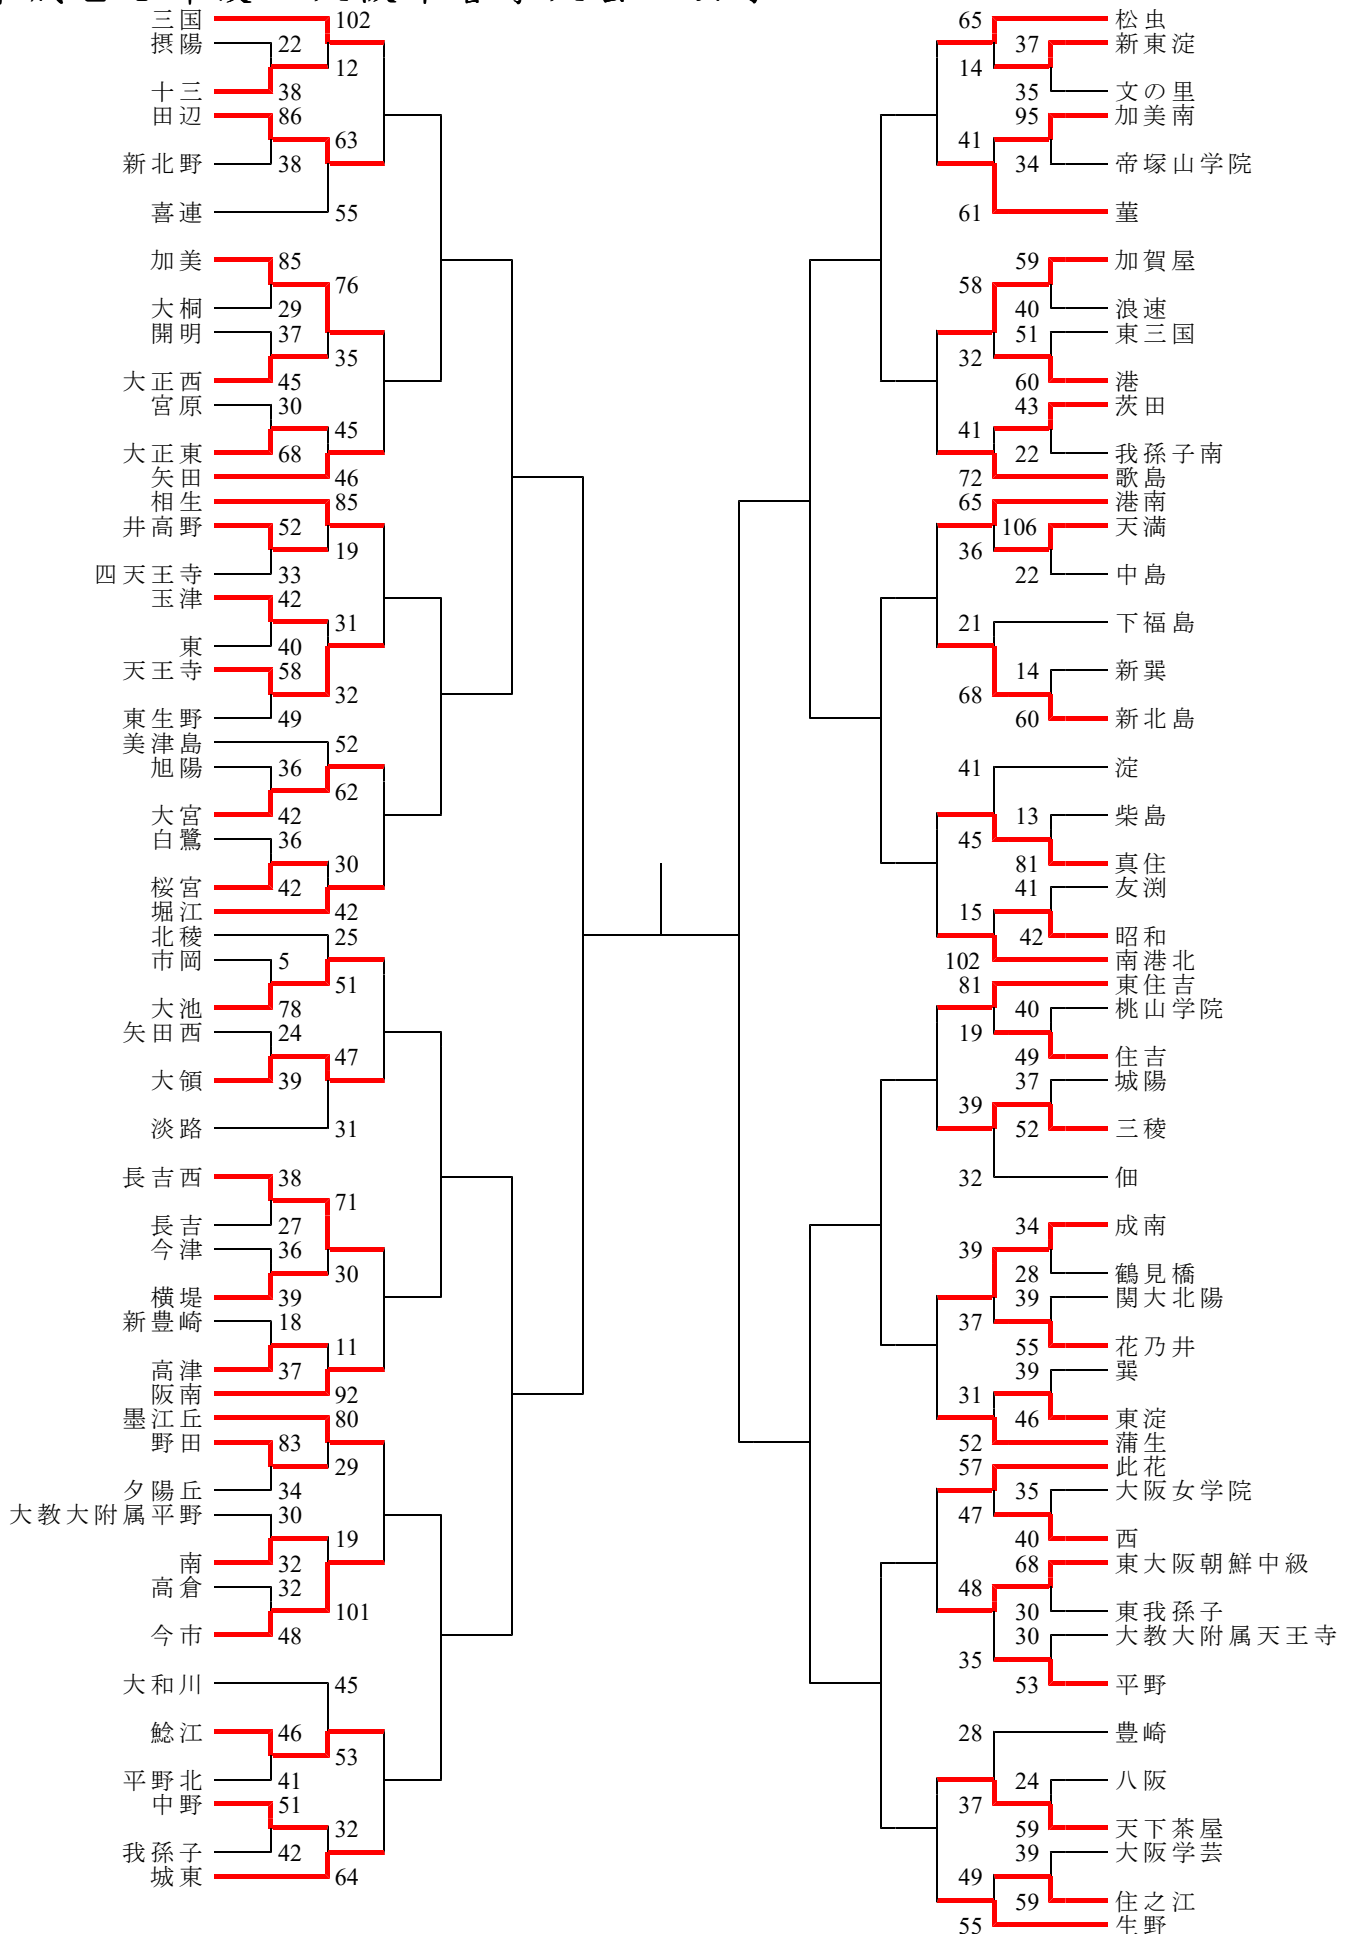 三国 102
摂陽 22
12
十三 38
田辺 86
63
新北野 38
喜連 55
加美 85
76
大桐 29
開明 37
35
大正西 45
宮原 30
45
大正東 68
矢田 46
相生 85
井高野 52
19
四天王寺 33
玉津 42
31
東 40
天王寺 58
32
東生野 49
美津島 52
旭陽 36
62
大宮 42
白鷺 36
30
桜宮 42
堀江 42
北稜 25
市岡 5
51
大池 78
矢田西 24
47
大領 39
淡路 31
長吉西 38
71
長吉 27
今津 36
30
横堤 39
新豊崎 18
11
高津 37
阪南 92
墨江丘 80
野田 83
29
夕陽丘 34
大教大附属平野 30
19
南 32
高倉 32
101
今市 48
大和川 45
鯰江 46
53
平野北 41
中野 51
32
我孫子 42
城東 64
65 松虫
37 新東淀
14
35 文の里
95 加美南
41
34 帝塚山学院
61 菫
59 加賀屋
58
40 浪速
51 東三国
32
60 港
43 茨田
41
22 我孫子南
72 歌島
65 港南
106 天満
36
22 中島
21 下福島
14 新巽
68
60 新北島
41 淀
13 柴島
45
81 真住
41 友渕
15
42 昭和
102 南港北
81 東住吉
40 桃山学院
19
49 住吉
37 城陽
39
52 三稜
32 佃
34 成南
39
28 鶴見橋
39 関大北陽
37
55 花乃井
39 巽
31
46 東淀
52 蒲生
57 此花
35 大阪女学院
47
40 西
68 東大阪朝鮮中級
48
30 東我孫子
30 大教大附属天王寺
35
53 平野
28 豊崎
24 八阪
37
59 天下茶屋
39 大阪学芸
49
59 住之江
55 生野